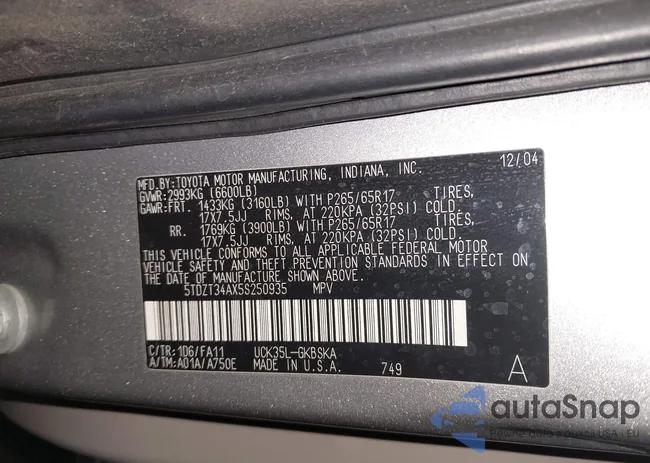 MFD.BY:TOYOTA MOTOR MANUFACTURING, INDIANA, INC. 12/04
GVWR:2993KG (6600LB)
GAWR:FRT. 1433KG (3160LB) WITH P265/65R17 TIRES,
17X7.5JJ RIMS, AT 220KPA (32PSI) COLD.
RR. 1769KG (3900LB) WITH P265/65R17 TIRES,
17X7.5JJ RIMS, AT 220KPA (32PSI) COLD.
THIS VEHICLE CONFORMS TO ALL APPLICABLE FEDERAL MOTOR
VEHICLE SAFETY AND THEFT PREVENTION STANDARDS IN EFFECT
ON THE DATE OF MANUFACTURE SHOWN ABOVE.
5TDZT34AX5S250935 MPV
C/TR:1D6/FA11 UCK35L-GKBSKA
A/TM:A01A/A750E MADE IN U.S.A. 749 A
autoSnap